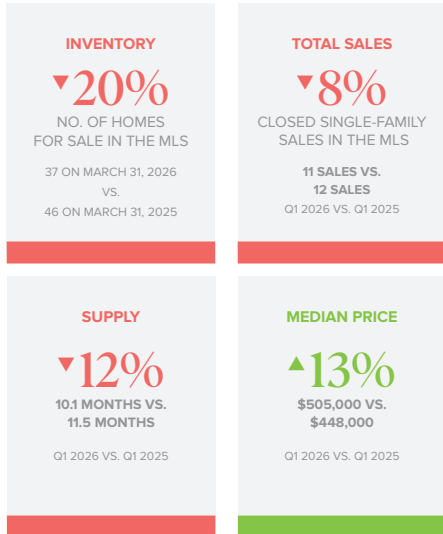 INVENTORY
▼20%
NO. OF HOMES
FOR SALE IN THE MLS
37 ON MARCH 31, 2026
VS.
46 ON MARCH 31, 2025
TOTAL SALES
▼8%
CLOSED SINGLE-FAMILY
SALES IN THE MLS
11 SALES VS.
12 SALES
Q1 2026 VS. Q1 2025
SUPPLY
▼12%
10.1 MONTHS VS.
11.5 MONTHS
Q1 2026 VS. Q1 2025
MEDIAN PRICE
▲13%
$505,000 VS.
$448,000
Q1 2026 VS. Q1 2025